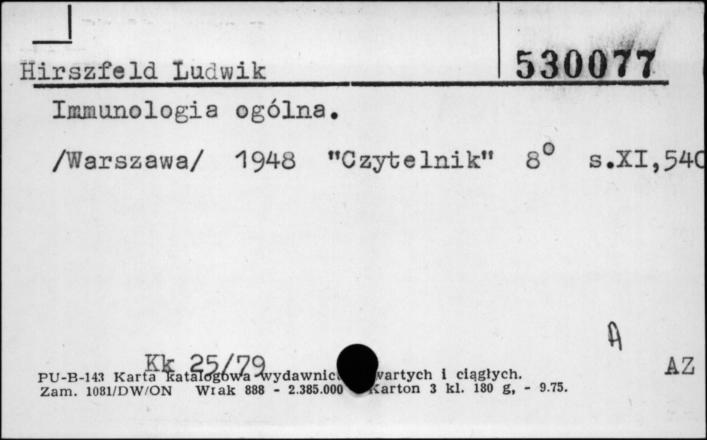 530077
Hirszfeld Ludwik
Immunologia ogólna.
/Warszawa/ 1948 "Czytelnik" 8° s.XI,540
A
Kk 25/79
AZ
PU-B-143 Karta katalogowa wydawnic wartych i ciągłych.
Zam. 1081/DW/ON Wrak 888 - 2.385.000 Karton 3 kl. 180 g, - 9.75.